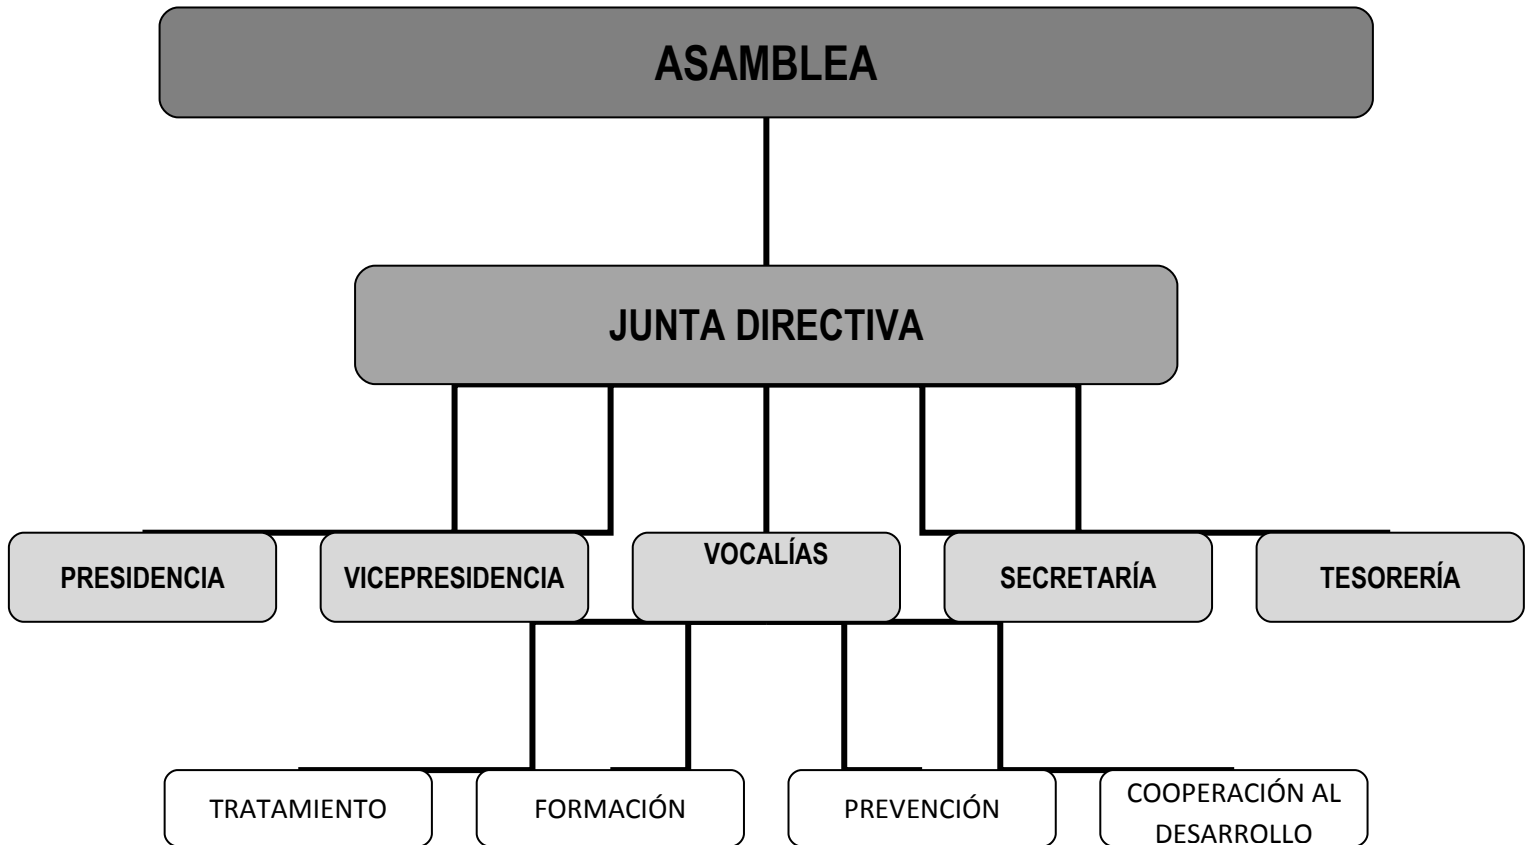 ASAMBLEA
JUNTA DIRECTIVA
PRESIDENCIA
VICEPRESIDENCIA
VOCALÍAS
SECRETARÍA
TESORERÍA
TRATAMIENTO
FORMACIÓN
PREVENCIÓN
COOPERACIÓN AL
DESARROLLO